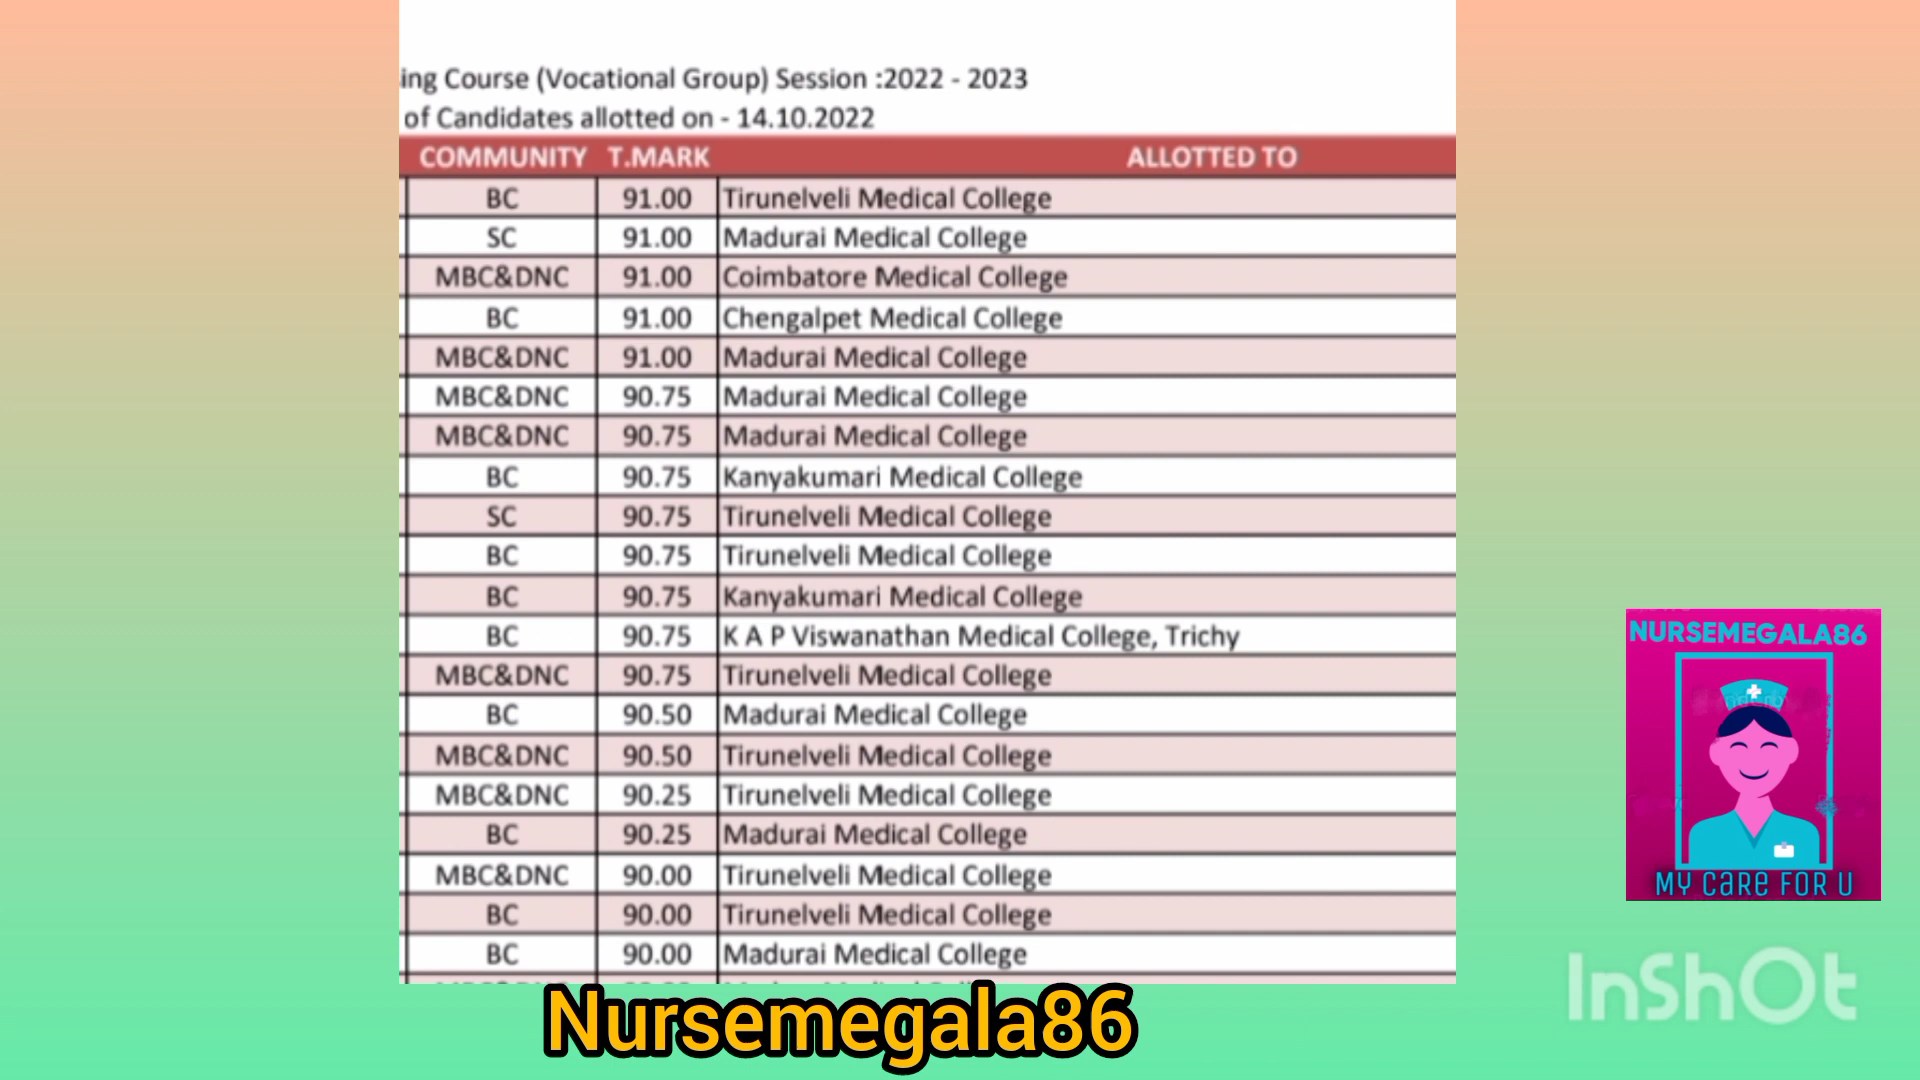 ing Course (Vocational Group) Session :2022 - 2023
of Candidates allotted on - 14.10.2022
COMMUNITY T.MARK ALLOTTED TO
BC 91.00 Tirunelveli Medical College
SC 91.00 Madurai Medical College
MBC&DNC 91.00 Coimbatore Medical College
BC 91.00 Chengalpet Medical College
MBC&DNC 91.00 Madurai Medical College
MBC&DNC 90.75 Madurai Medical College
MBC&DNC 90.75 Madurai Medical College
BC 90.75 Kanyakumari Medical College
SC 90.75 Tirunelveli Medical College
BC 90.75 Tirunelveli Medical College
BC 90.75 Kanyakumari Medical College
BC 90.75 K A P Viswanathan Medical College, Trichy
MBC&DNC 90.75 Tirunelveli Medical College
BC 90.50 Madurai Medical College
MBC&DNC 90.50 Tirunelveli Medical College
MBC&DNC 90.25 Tirunelveli Medical College
BC 90.25 Madurai Medical College
MBC&DNC 90.00 Tirunelveli Medical College
BC 90.00 Tirunelveli Medical College
BC 90.00 Madurai Medical College
NURSEMEGALA86
MY CARE FOR U
InShOt
Nursemegala86